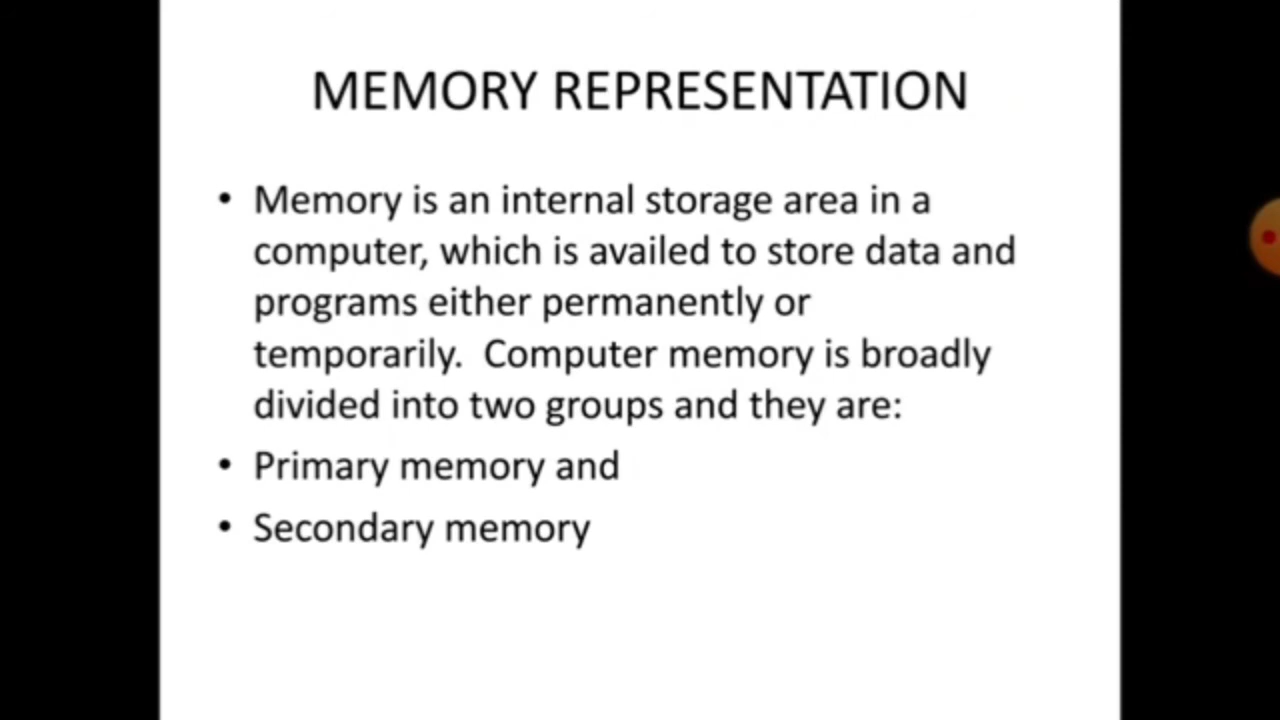 MEMORY REPRESENTATION
• Memory is an internal storage area in a
computer, which is availed to store data and
programs either permanently or
temporarily.  Computer memory is broadly
divided into two groups and they are:
• Primary memory and
• Secondary memory